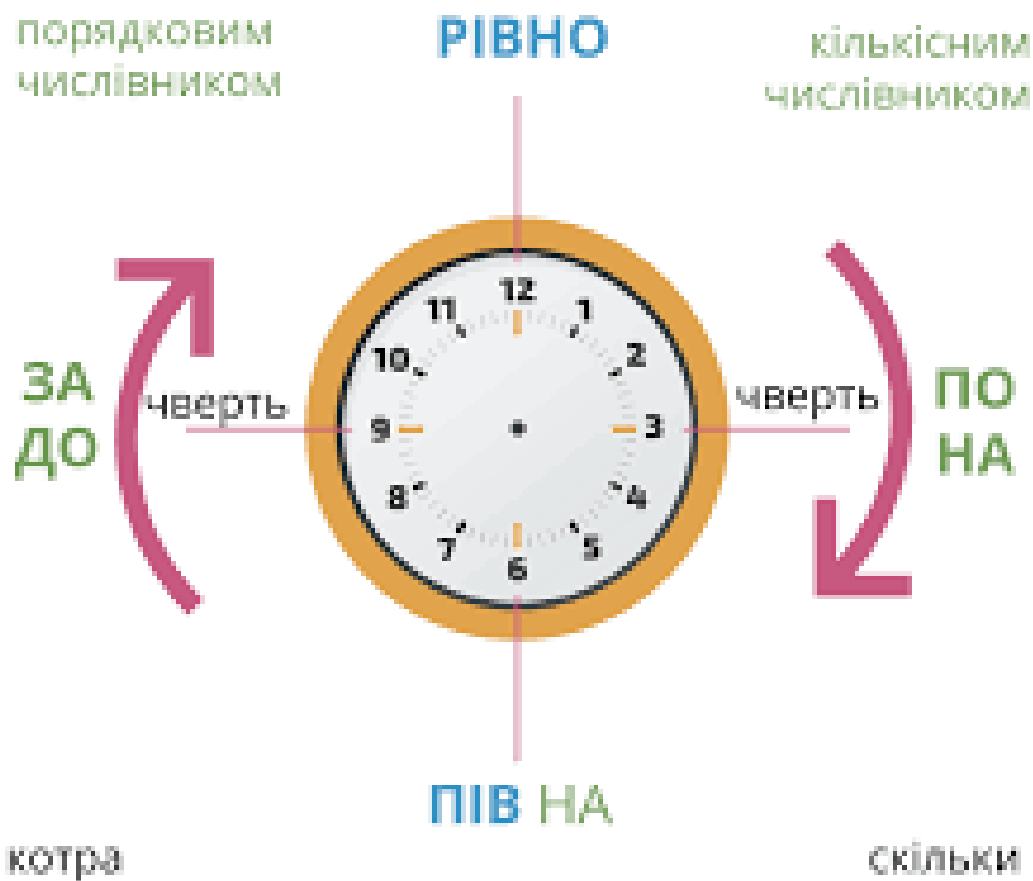 порядковим
числівником
РІВНО
кількісним
числівником
12
11
1
10
2
ЗА
ДО
чверть
9
3
чверть
ПО
НА
8
4
7
5
6
ПІВ НА
котра
скільки